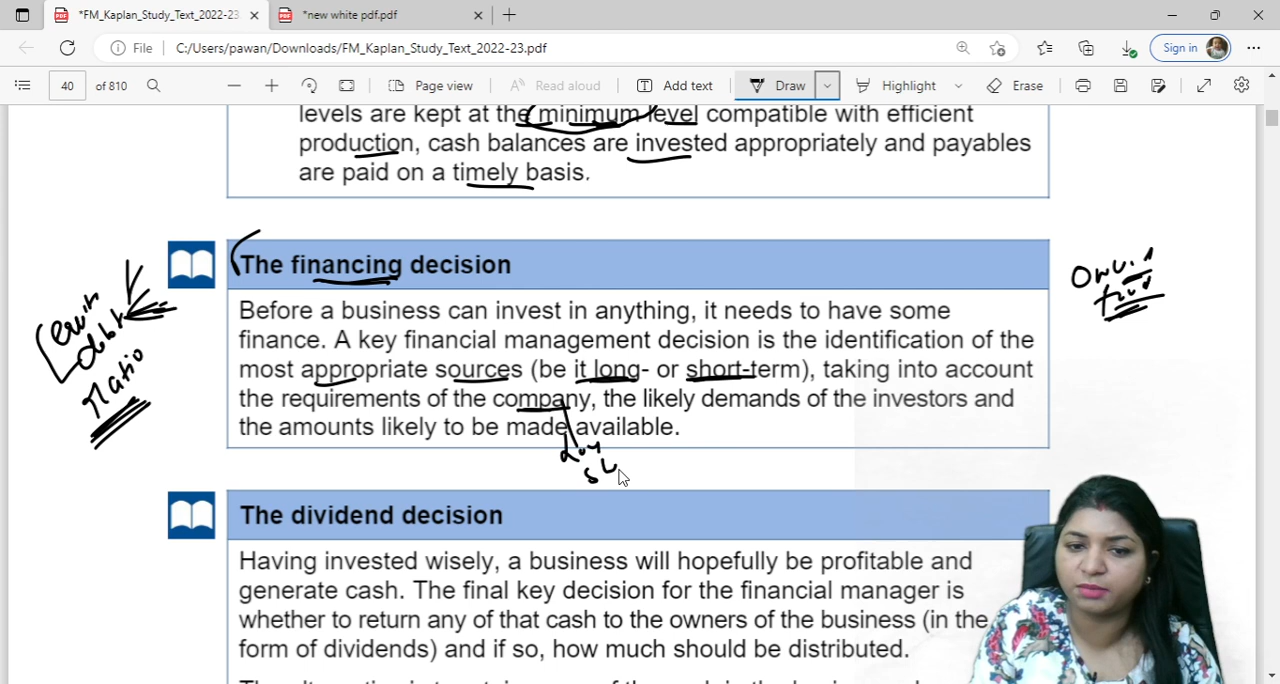 *FM_Kaplan_Study_Text_2022-23
*new white pdf.pdf
File C:/Users/pawan/Downloads/FM_Kaplan_Study_Text_2022-23.pdf Sign in
40 of 810 Page view Read aloud Add text Draw Highlight Erase
levels are kept at the minimum level compatible with efficient
production, cash balances are invested appropriately and payables
are paid on a timely basis.
The financing decision
Before a business can invest in anything, it needs to have some
finance. A key financial management decision is the identification of the
most appropriate sources (be it long- or short-term), taking into account
the requirements of the company, the likely demands of the investors and
the amounts likely to be made available.
debt
Ratio
The dividend decision
Having invested wisely, a business will hopefully be profitable and
generate cash. The final key decision for the financial manager is
whether to return any of that cash to the owners of the business (in the
form of dividends) and if so, how much should be distributed.